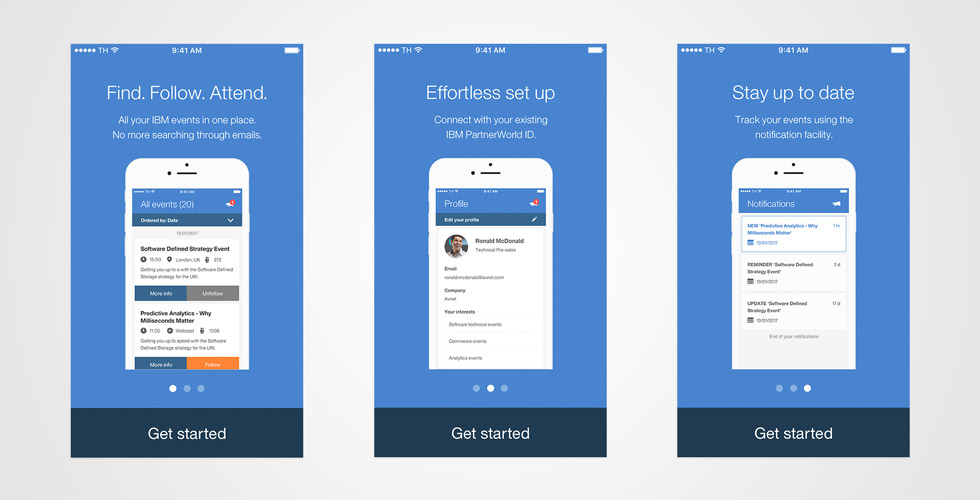 TH 9:41 AM
Find. Follow. Attend.
All your IBM events in one place.
No more searching through emails.
9:41 AM
All events (20)
Ordered by: Date
13/01/2017
Software Defined Strategy Event
15:00 London, UK 272
Getting you up to a with the Software Defined
Storage strategy for the UKI.
More info Unfollow
Predictive Analytics - Why
Milliseconds Matter
11:00 Webcast 1008
Getting you up to speed with the Software
Defined Storage strategy for the UKI.
More info Follow
Get started
TH 9:41 AM
Effortless set up
Connect with your existing
IBM PartnerWorld ID.
TH 9:41 AM
Profile
Edit your profile
Ronald McDonald
Technical Pre-sales
Email
ronald.mcdonald@avnet.com
Company
Avnet
Your interests
Software technical events
Commerce events
Analytics events
Get started
TH 9:41 AM
Stay up to date
Track your events using the
notification facility.
TH 9:41 AM
Notifications
NEW 'Predictive Analytics - Why 1 hr
Milliseconds Matter'
13/01/2017
REMINDER 'Software Defined 2 d
Strategy Event'
13/01/2017
UPDATE 'Software Defined 17 d
Strategy Event'
13/01/2017
End of your notifications
Get started